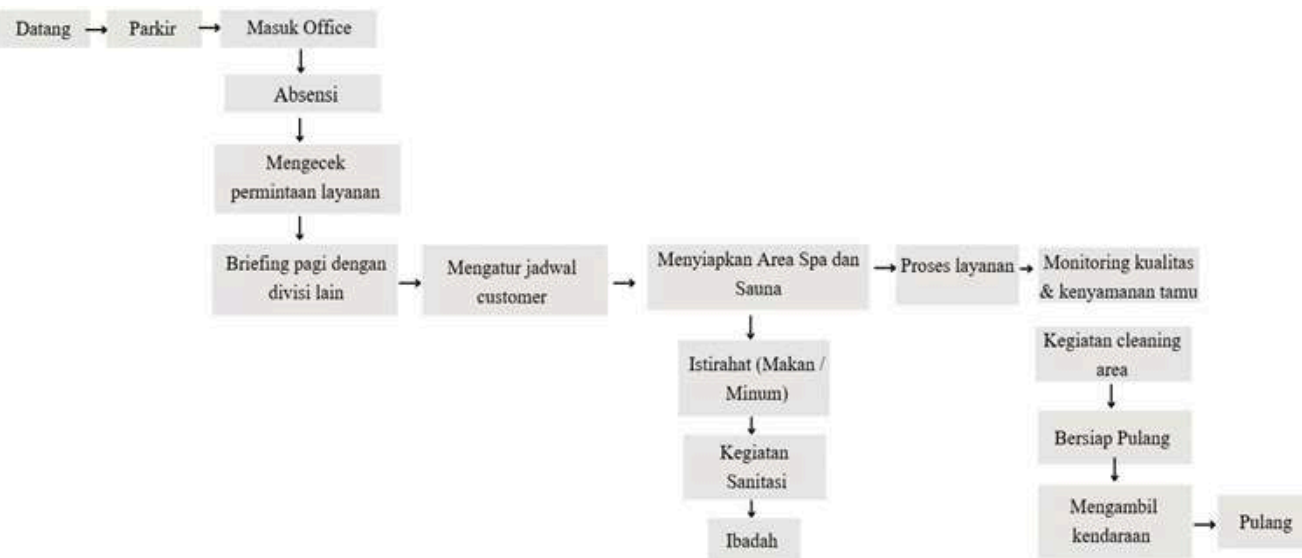 Datang
Parkir
Masuk Office
Absensi
Mengecek
permintaan layanan
Briefing pagi dengan
divisi lain
Mengatur jadwal
customer
Menyiapkan Area Spa dan
Sauna
Proses layanan
Monitoring kualitas
& kenyamanan tamu
Istirahat (Makan /
Minum)
Kegiatan
Sanitasi
Ibadah
Kegiatan cleaning
area
Bersiap Pulang
Mengambil
kendaraan
Pulang